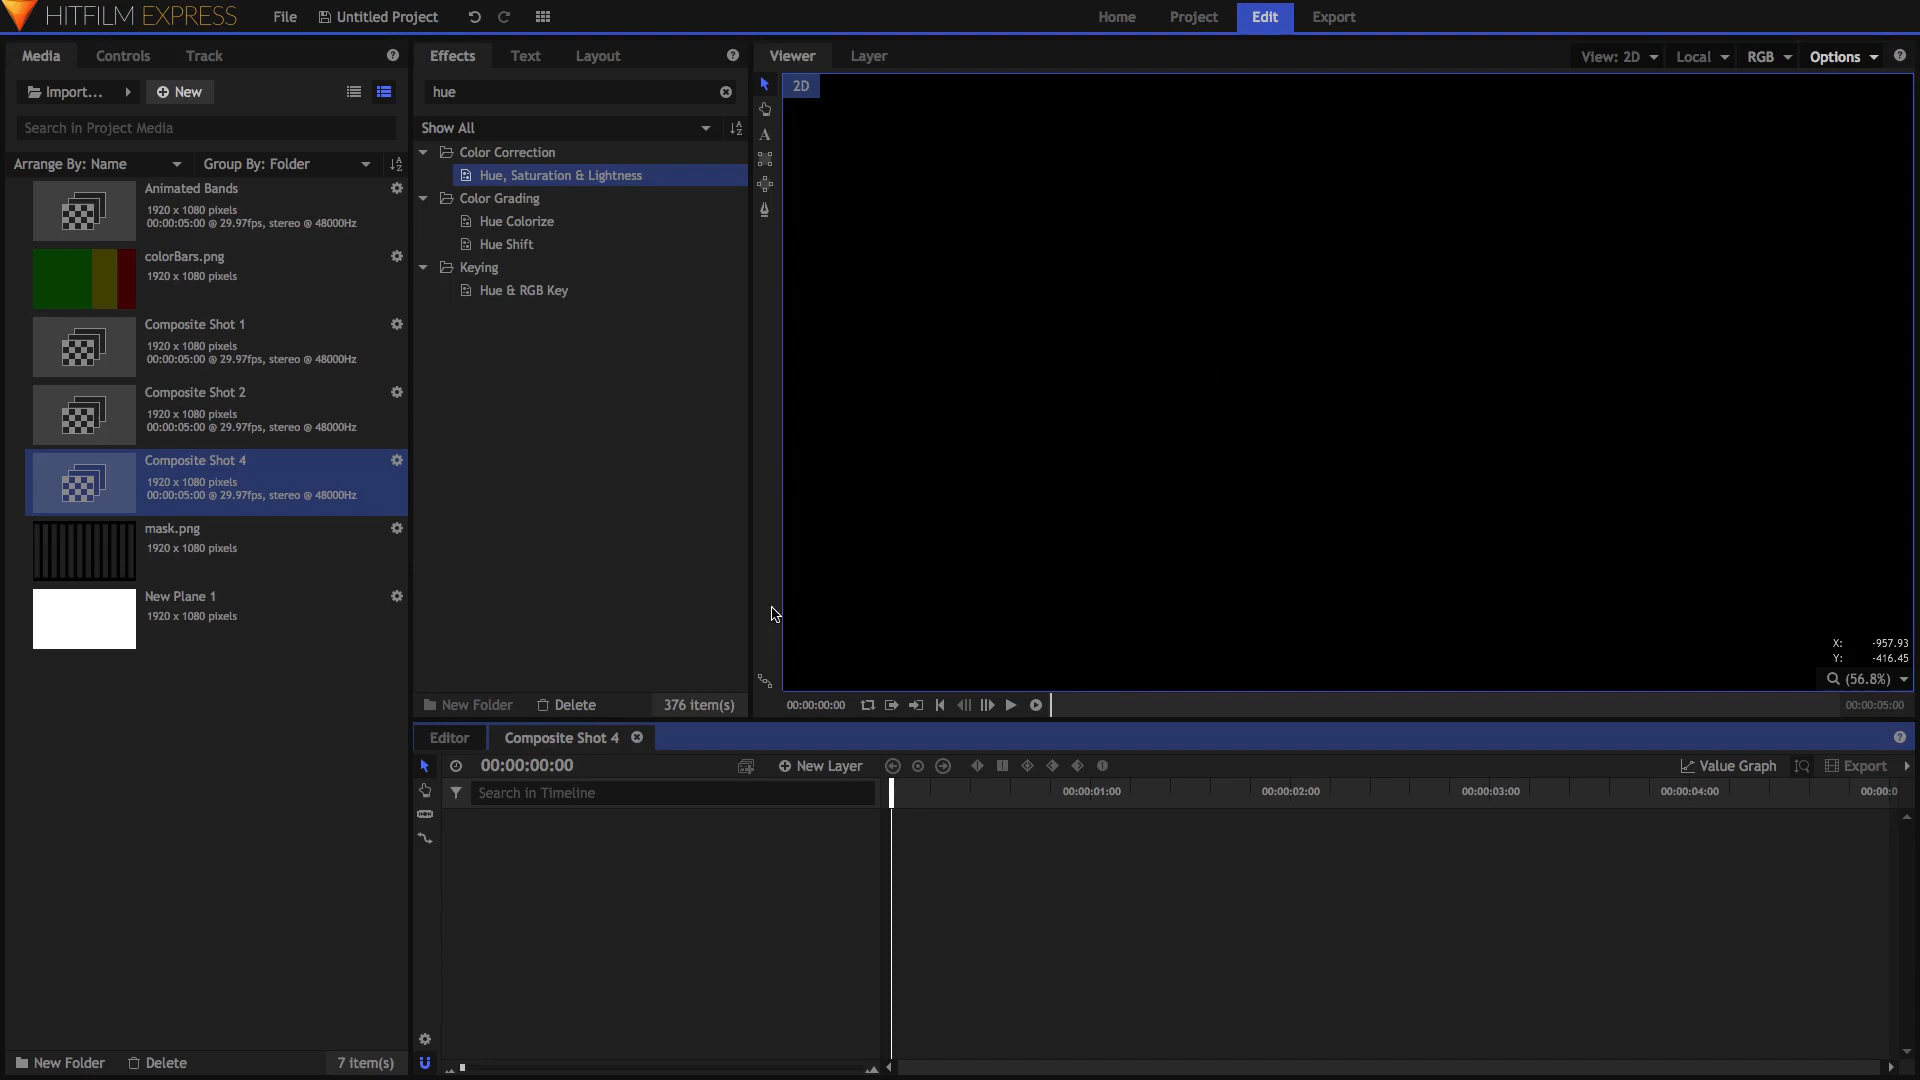 HITFILM EXPRESS
File
Untitled Project
Home
Project
Edit
Export
Media
Controls
Track
Import...
New
Search in Project Media
Arrange By: Name
Group By: Folder
Animated Bands
1920 x 1080 pixels
00:00:05:00 @ 29.97fps, stereo @ 48000Hz
colorBars.png
1920 x 1080 pixels
Composite Shot 1
1920 x 1080 pixels
00:00:05:00 @ 29.97fps, stereo @ 48000Hz
Composite Shot 2
1920 x 1080 pixels
00:00:05:00 @ 29.97fps, stereo @ 48000Hz
Composite Shot 4
1920 x 1080 pixels
00:00:05:00 @ 29.97fps, stereo @ 48000Hz
mask.png
1920 x 1080 pixels
New Plane 1
1920 x 1080 pixels
New Folder
Delete
7 item(s)
Effects
Text
Layout
hue
Show All
Color Correction
Hue, Saturation & Lightness
Color Grading
Hue Colorize
Hue Shift
Keying
Hue & RGB Key
New Folder
Delete
376 item(s)
Viewer
Layer
View: 2D
Local
RGB
Options
2D
X: -957.93
Y: -416.45
(56.8%)
00:00:00:00
00:00:05:00
Editor
Composite Shot 4
00:00:00:00
New Layer
Value Graph
Export
Search in Timeline
00:00:01:00
00:00:02:00
00:00:03:00
00:00:04:00
00:00:0